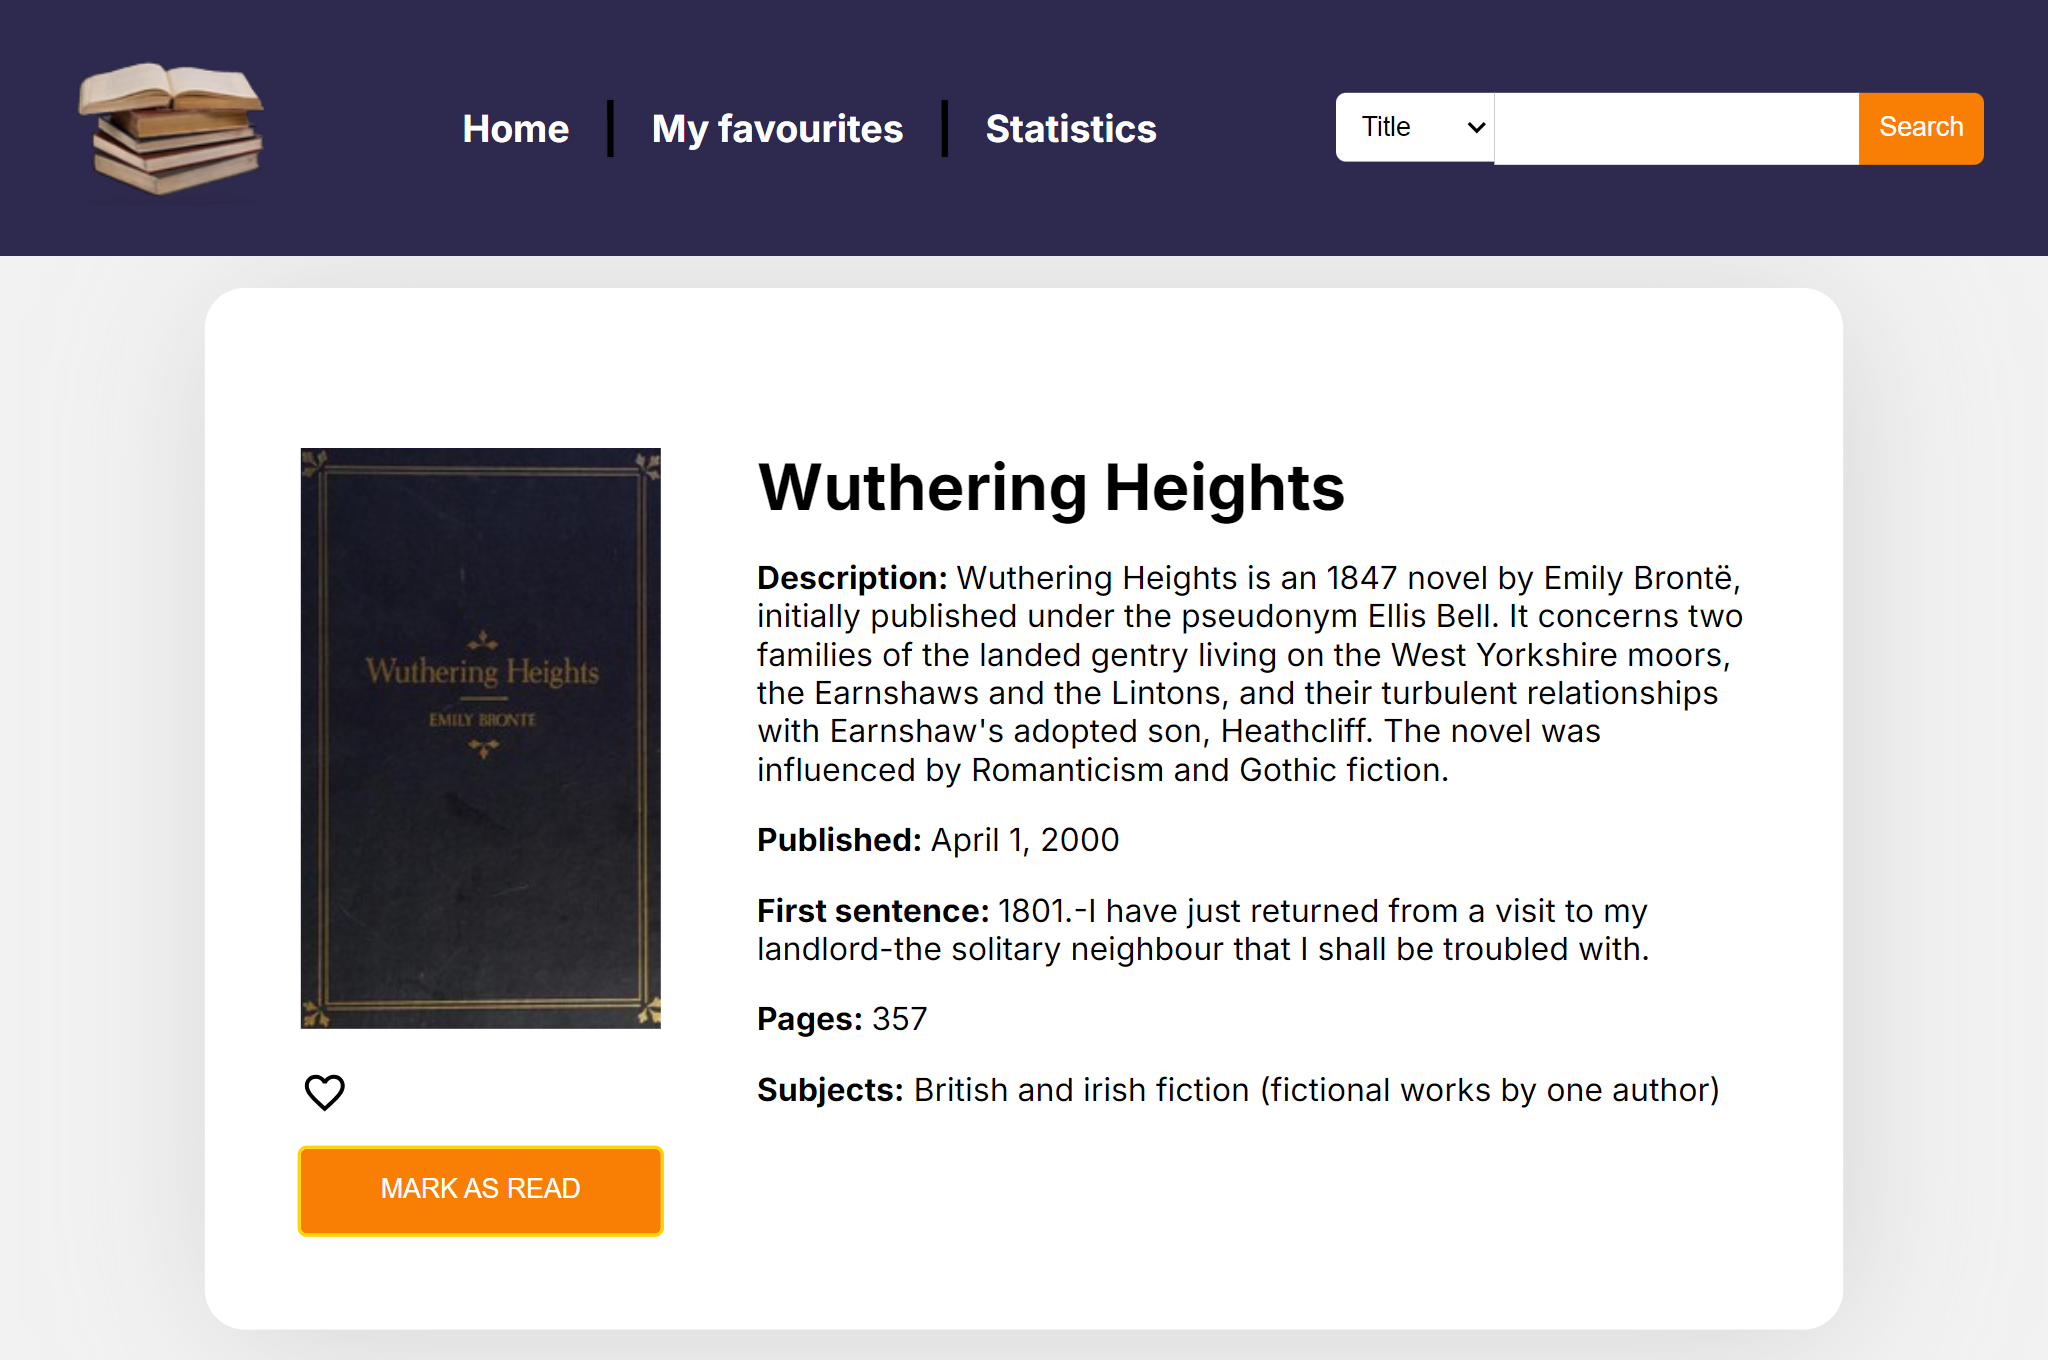 Home
My favourites
Statistics
Title
Search
Wuthering Heights
EMILY BRONTE
Wuthering Heights
Description: Wuthering Heights is an 1847 novel by Emily Brontë,
initially published under the pseudonym Ellis Bell. It concerns two
families of the landed gentry living on the West Yorkshire moors,
the Earnshaws and the Lintons, and their turbulent relationships
with Earnshaw's adopted son, Heathcliff. The novel was
influenced by Romanticism and Gothic fiction.
Published: April 1, 2000
First sentence: 1801.-I have just returned from a visit to my
landlord-the solitary neighbour that I shall be troubled with.
Pages: 357
Subjects: British and irish fiction (fictional works by one author)
MARK AS READ